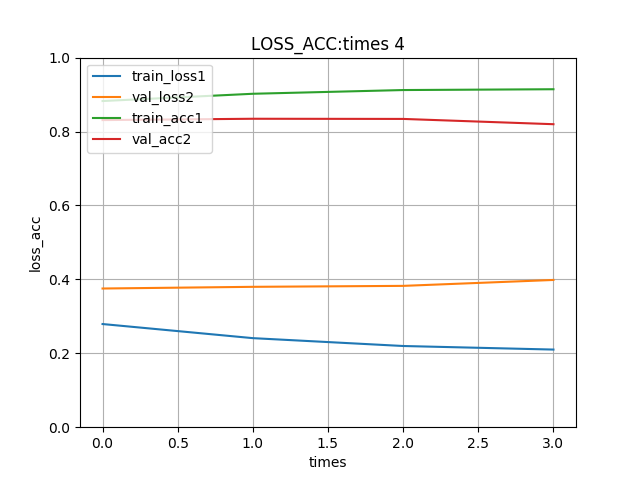 LOSS_ACC:times 4
1.0
0.8
0.6
0.4
0.2
0.0
loss_acc
train_loss1
val_loss2
train_acc1
val_acc2
0.0 0.5 1.0 1.5 2.0 2.5 3.0
times